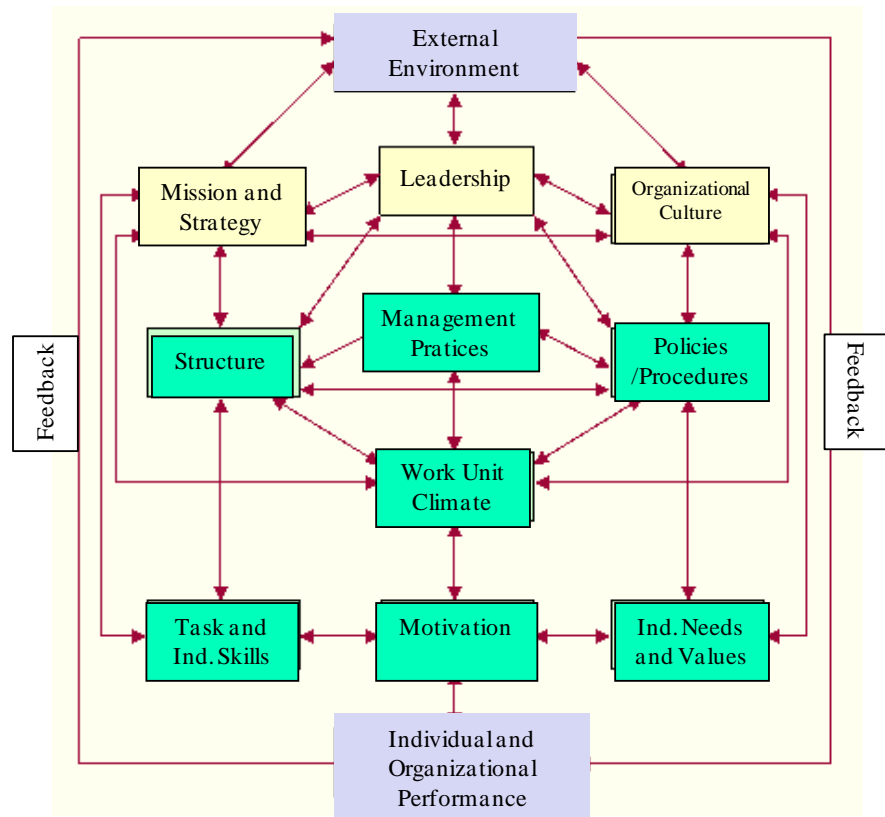 External
Environment
Mission and
Strategy
Leadership
Organizational
Culture
Structure
Management
Pratices
Policies
/Procedures
Feedback
Feedback
Work Unit
Climate
Task and
Ind. Skills
Motivation
Ind. Needs
and Values
Individual and
Organizational
Performance